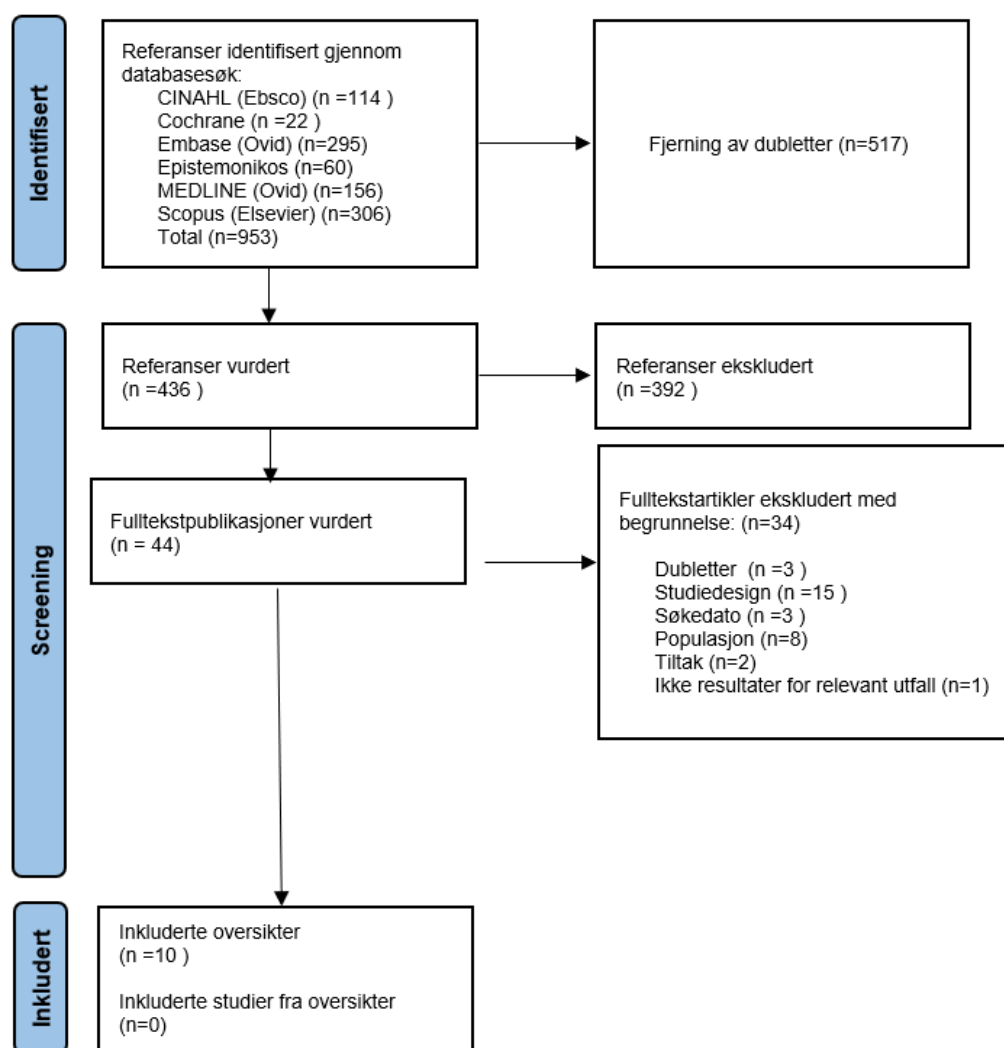 Identifisert
Referanser identifisert gjennom
databasesøk:
CINAHL (Ebsco) (n =114 )
Cochrane (n =22 )
Embase (Ovid) (n=295)
Epistemonikos (n=60)
MEDLINE (Ovid) (n=156)
Scopus (Elsevier) (n=306)
Total (n=953)
Fjerning av dubletter (n=517)
Screening
Referanser vurdert
(n =436 )
Referanser ekskludert
(n =392 )
Fulltekstpublikasjoner vurdert
(n = 44)
Fulltekstartikler ekskludert med
begrunnelse: (n=34)
Dubletter  (n =3 )
Studiedesign (n =15 )
Søkedato (n =3 )
Populasjon (n=8)
Tiltak (n=2)
Ikke resultater for relevant utfall (n=1)
Inkludert
Inkluderte oversikter
(n =10 )
Inkluderte studier fra oversikter
(n=0)